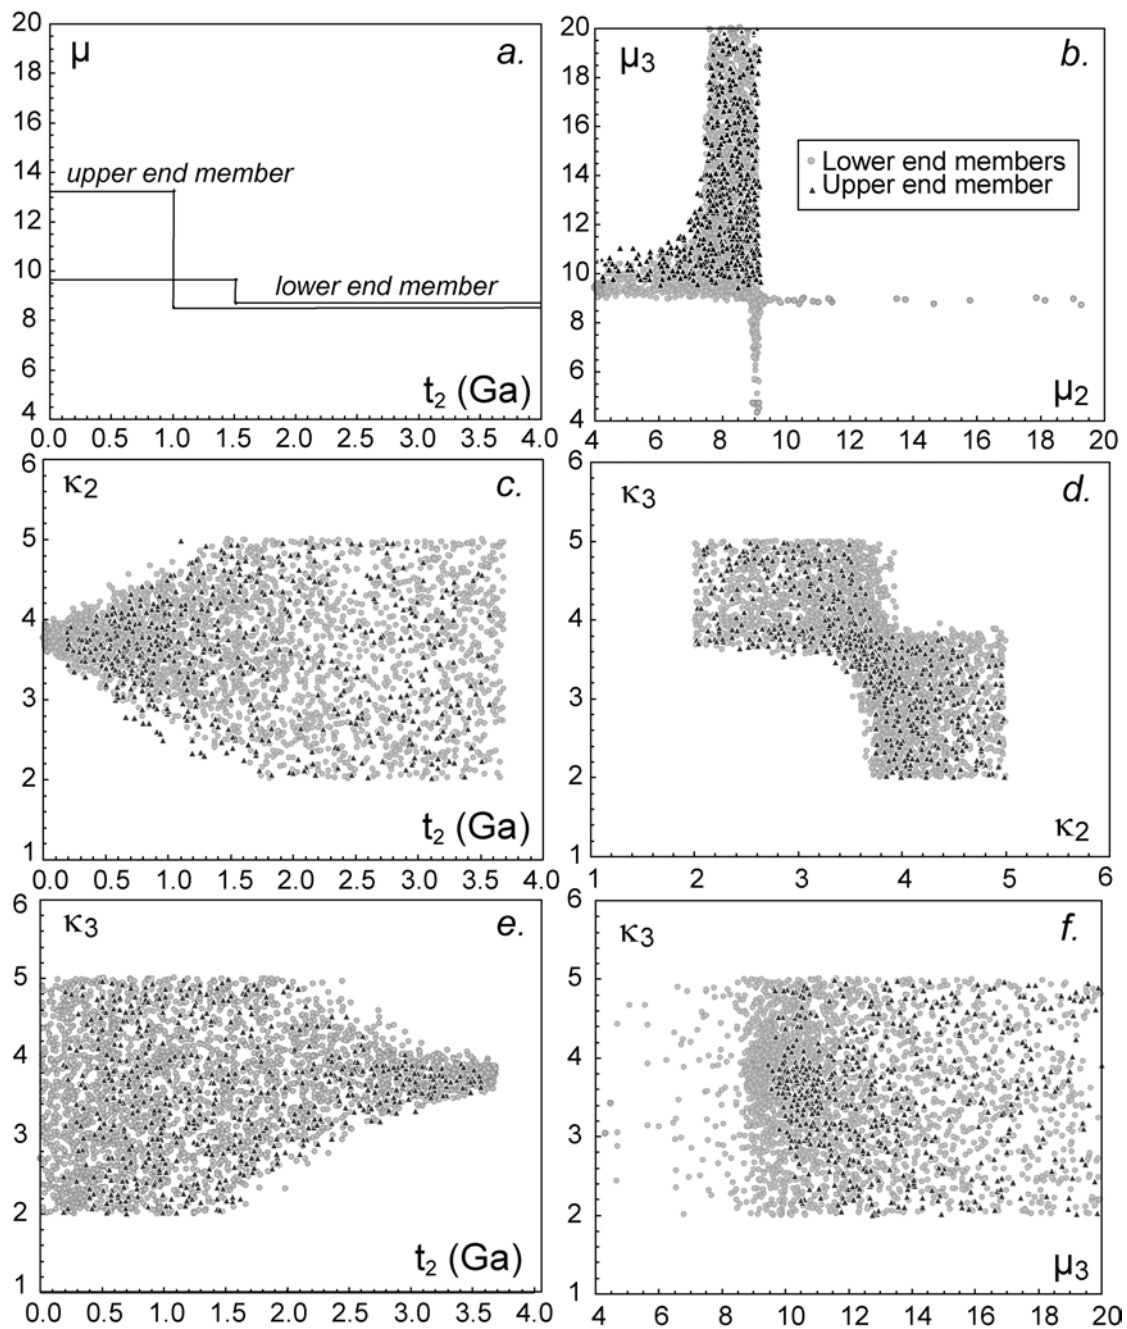 20
18
16
14
12
10
8
6
4
μ
a.
upper end member
lower end member
t2 (Ga)
0.0 0.5 1.0 1.5 2.0 2.5 3.0 3.5 4.0
20
18
16
14
12
10
8
6
4
μ3
b.
Lower end members
Upper end member
μ2
4 6 8 10 12 14 16 18 20
6
5
4
3
2
1
κ2
c.
t2 (Ga)
0.0 0.5 1.0 1.5 2.0 2.5 3.0 3.5 4.0
6
5
4
3
2
1
κ3
d.
κ2
1 2 3 4 5 6
6
5
4
3
2
1
κ3
e.
t2 (Ga)
0.0 0.5 1.0 1.5 2.0 2.5 3.0 3.5 4.0
6
5
4
3
2
1
κ3
f.
μ3
4 6 8 10 12 14 16 18 20